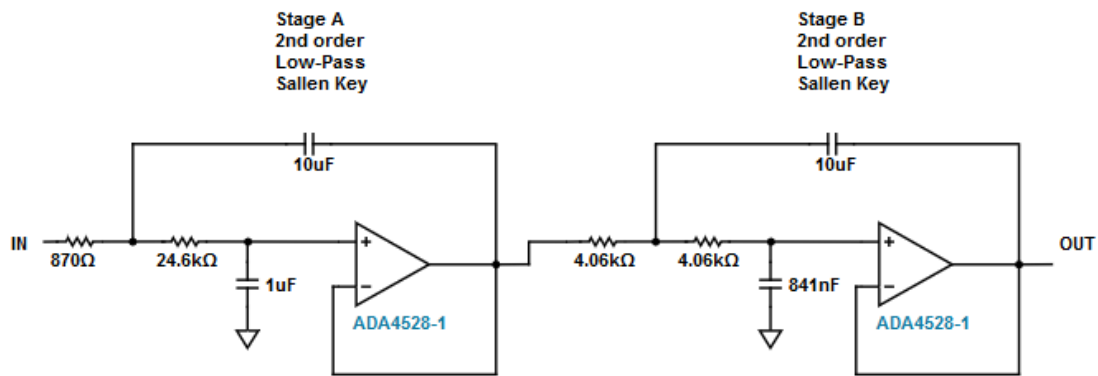 Stage A
2nd order
Low-Pass
Sallen Key
Stage B
2nd order
Low-Pass
Sallen Key
10uF
10uF
IN
870Ω
24.6kΩ
1uF
+
−
ADA4528-1
4.06kΩ
4.06kΩ
841nF
+
−
ADA4528-1
OUT